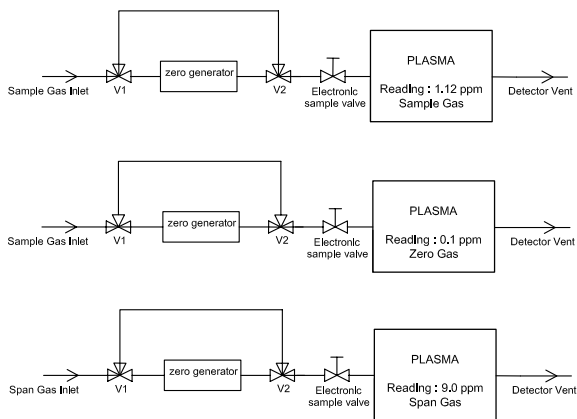 PLASMA
zero generator
Reading : 1.12 ppm
Sample Gas
Sample Gas Inlet
V1
V2
Electronic
sample valve
Detector Vent
PLASMA
zero generator
Reading : 0.1 ppm
Zero Gas
Sample Gas Inlet
V1
V2
Electronic
sample valve
Detector Vent
PLASMA
zero generator
Reading : 9.0 ppm
Span Gas
Span Gas Inlet
V1
V2
Electronic
sample valve
Detector Vent